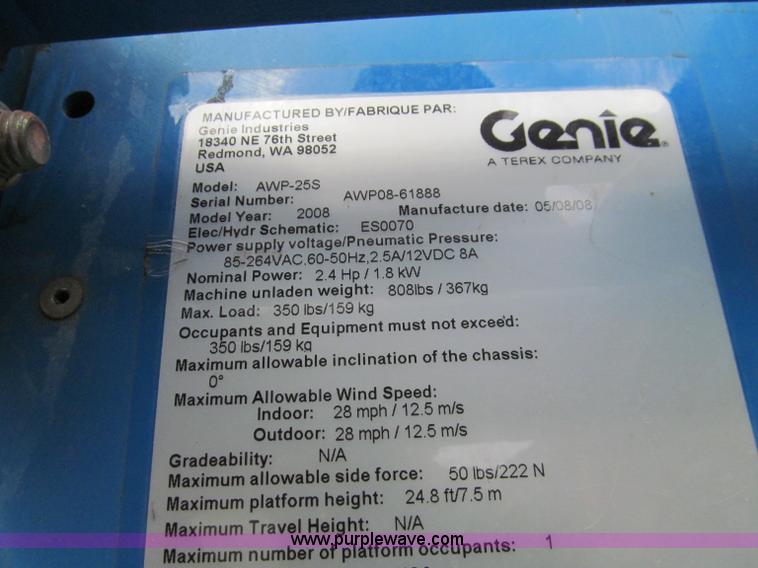 MANUFACTURED BY/FABRIQUE PAR:
Genie Industries
18340 NE 76th Street
Redmond, WA 98052
USA
Genie
A TEREX COMPANY
Model: AWP-25S
Serial Number: AWP08-61888
Model Year: 2008 Manufacture date: 05/08/08
Elec/Hydr Schematic: ES0070
Power supply voltage/Pneumatic Pressure:
85-264VAC,60-50Hz,2.5A/12VDC 8A
Nominal Power: 2.4 Hp / 1.8 kW
Machine unladen weight: 808lbs / 367kg
Max. Load: 350 lbs/159 kg
Occupants and Equipment must not exceed:
350 lbs/159 kg
Maximum allowable inclination of the chassis:
0°
Maximum Allowable Wind Speed:
Indoor: 28 mph / 12.5 m/s
Outdoor: 28 mph / 12.5 m/s
Gradeability: N/A
Maximum allowable side force: 50 lbs/222 N
Maximum platform height: 24.8 ft/7.5 m
Maximum Travel Height: N/A
www.purplewave.com
Maximum number of platform occupants: 1